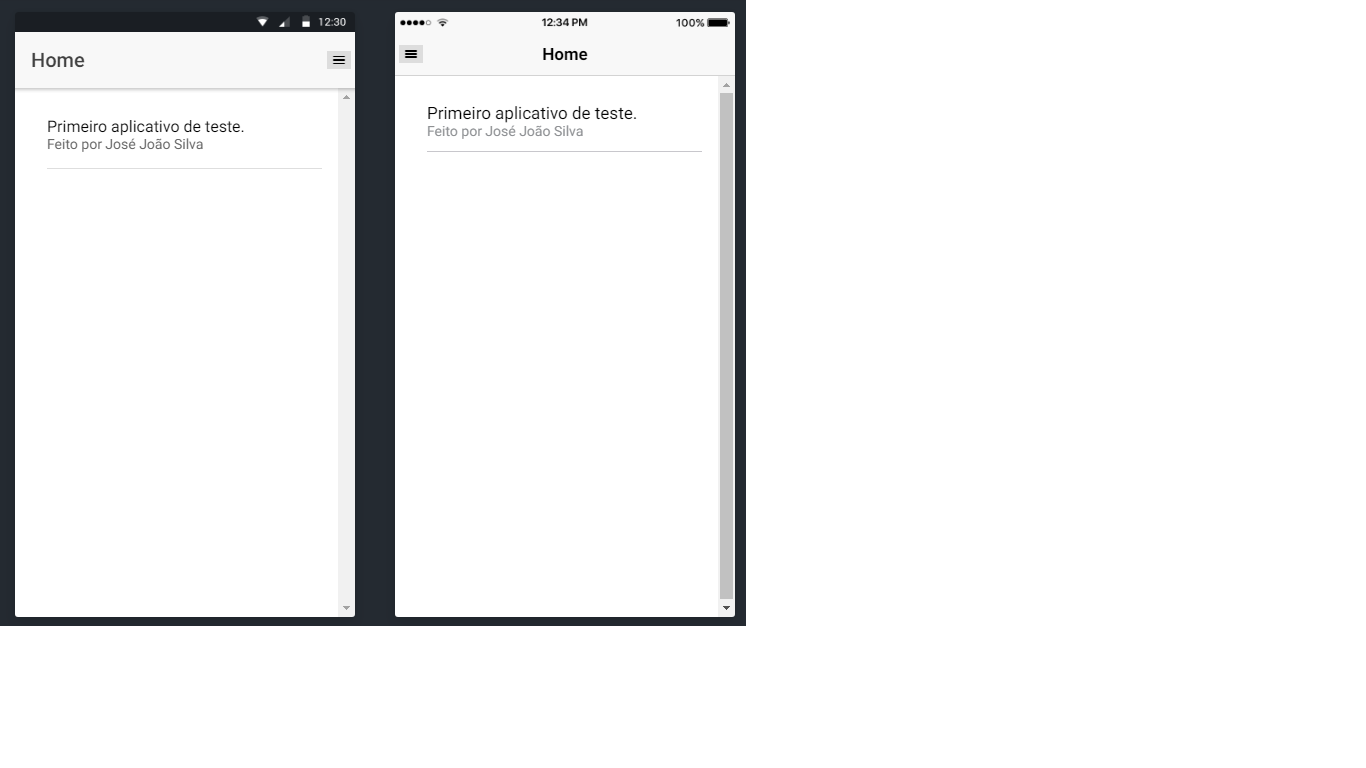 12:30
Home
Primeiro aplicativo de teste.
Feito por José João Silva
12:34 PM
100%
Home
Primeiro aplicativo de teste.
Feito por José João Silva